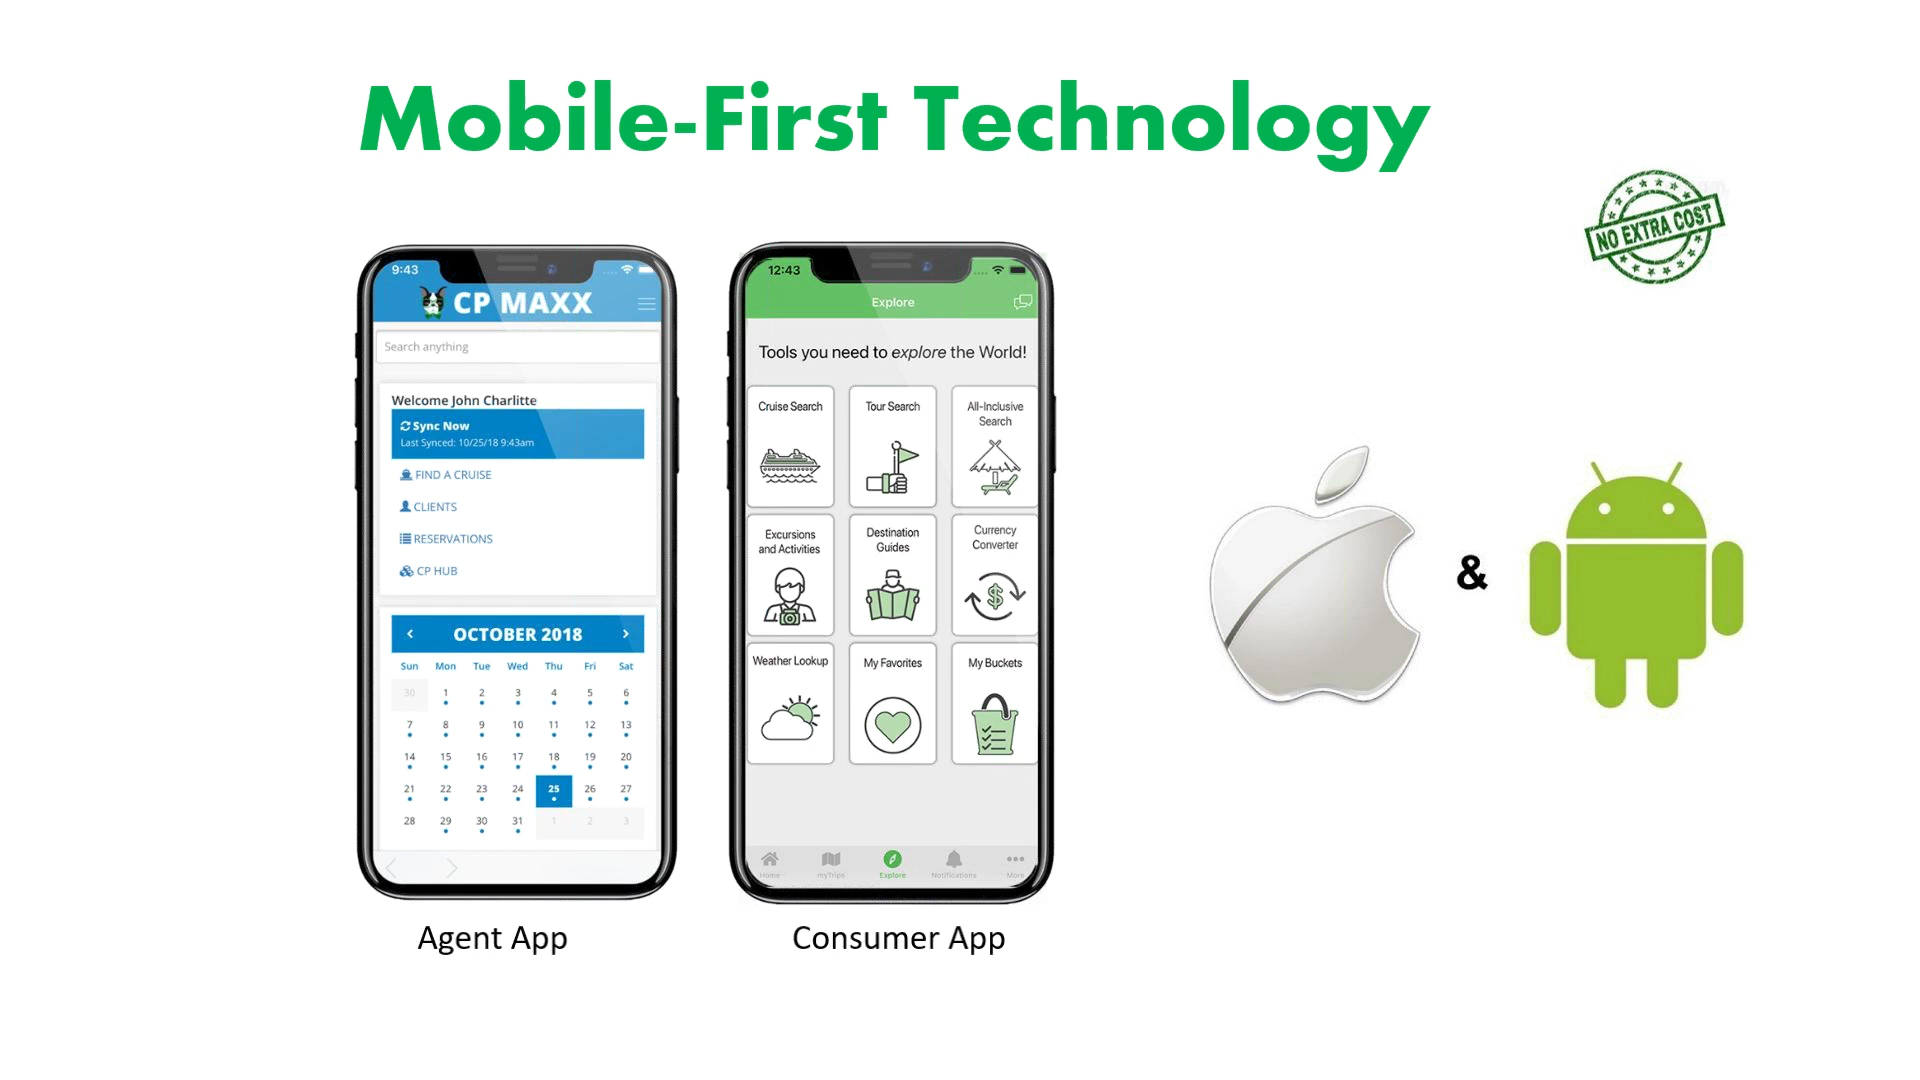 Mobile-First Technology
NO EXTRA COST
9:43
CP MAXX
Search anything
Welcome John Charlitte
Sync Now
Last Synced: 10/25/18 9:43am
FIND A CRUISE
CLIENTS
RESERVATIONS
CP HUB
OCTOBER 2018
Sun Mon Tue Wed Thu Fri Sat
30 1 2 3 4 5 6
7 8 9 10 11 12 13
14 15 16 17 18 19 20
21 22 23 24 25 26 27
28 29 30 31 1 2 3
Agent App
12:43
Explore
Tools you need to explore the World!
Cruise Search
Tour Search
All-Inclusive
Search
Excursions
and Activities
Destination
Guides
Currency
Converter
$
Weather Lookup
My Favorites
My Buckets
Home myTrips Explore Notifications More
Consumer App
&